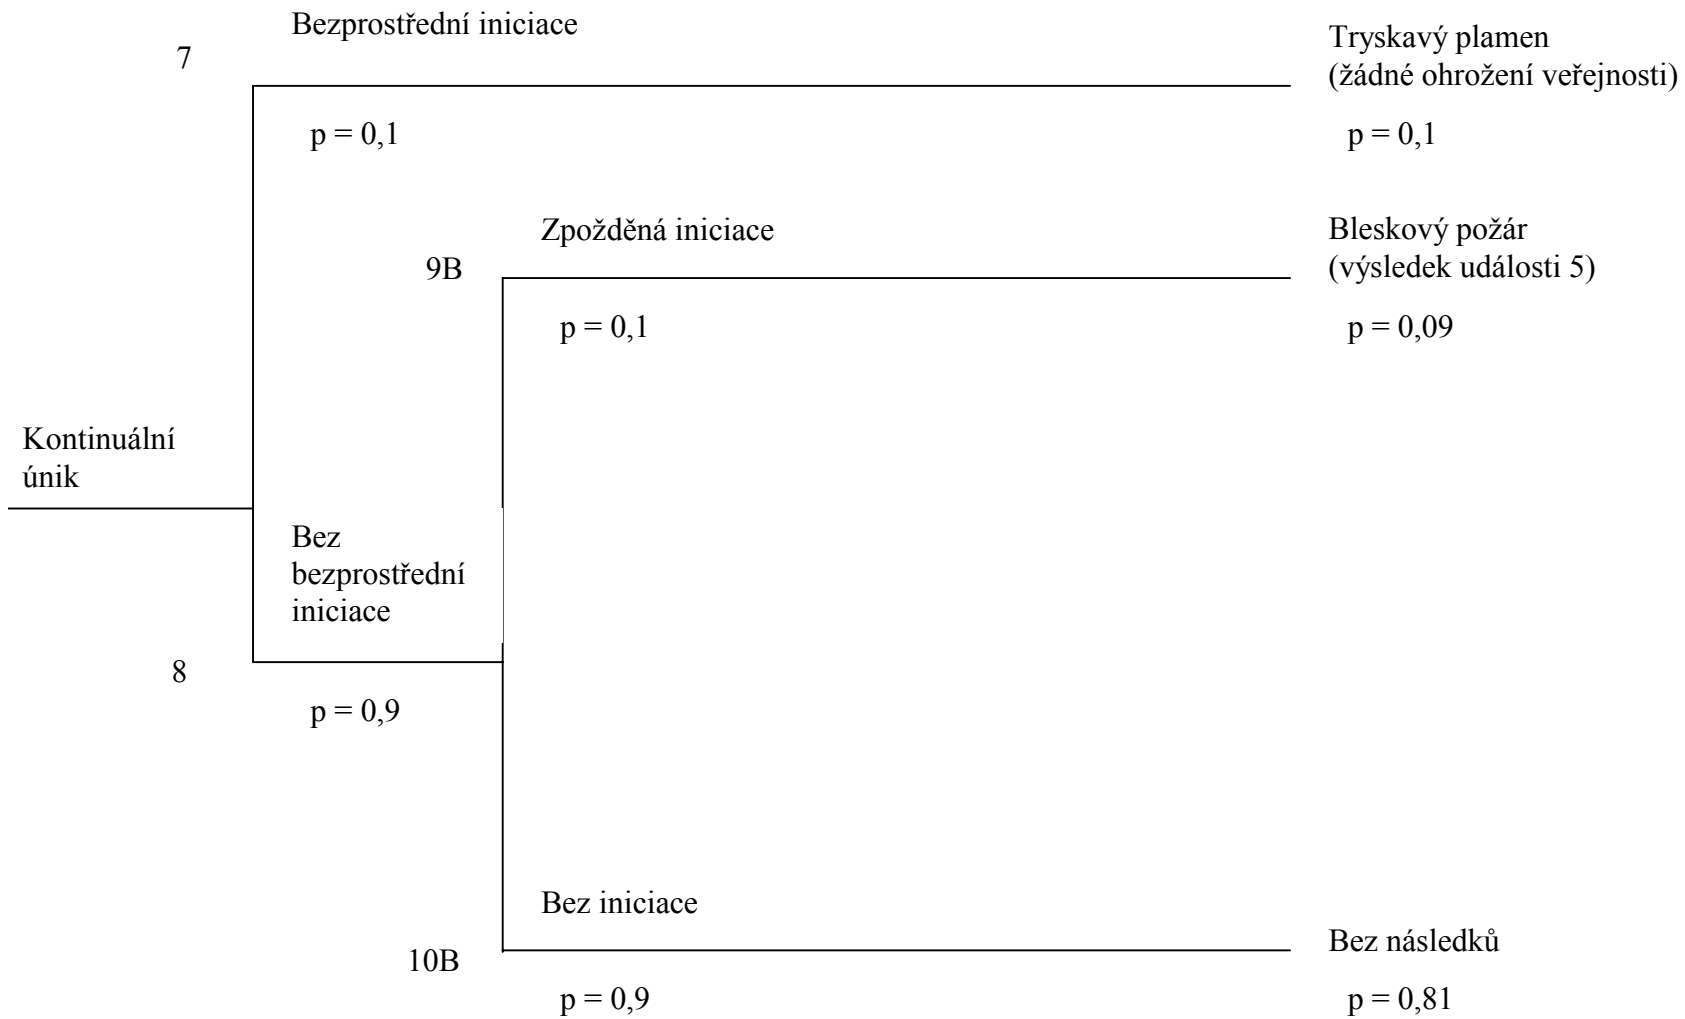 Bezprostřední iniciace
7
Tryskavý plamen
(žádné ohrožení veřejnosti)
p = 0,1
p = 0,1
Zpožděná iniciace
9B
Bleskový požár
(výsledek události 5)
p = 0,1
p = 0,09
Kontinuální
únik
Bez
bezprostřední
iniciace
8
p = 0,9
Bez iniciace
10B
Bez následků
p = 0,9
p = 0,81